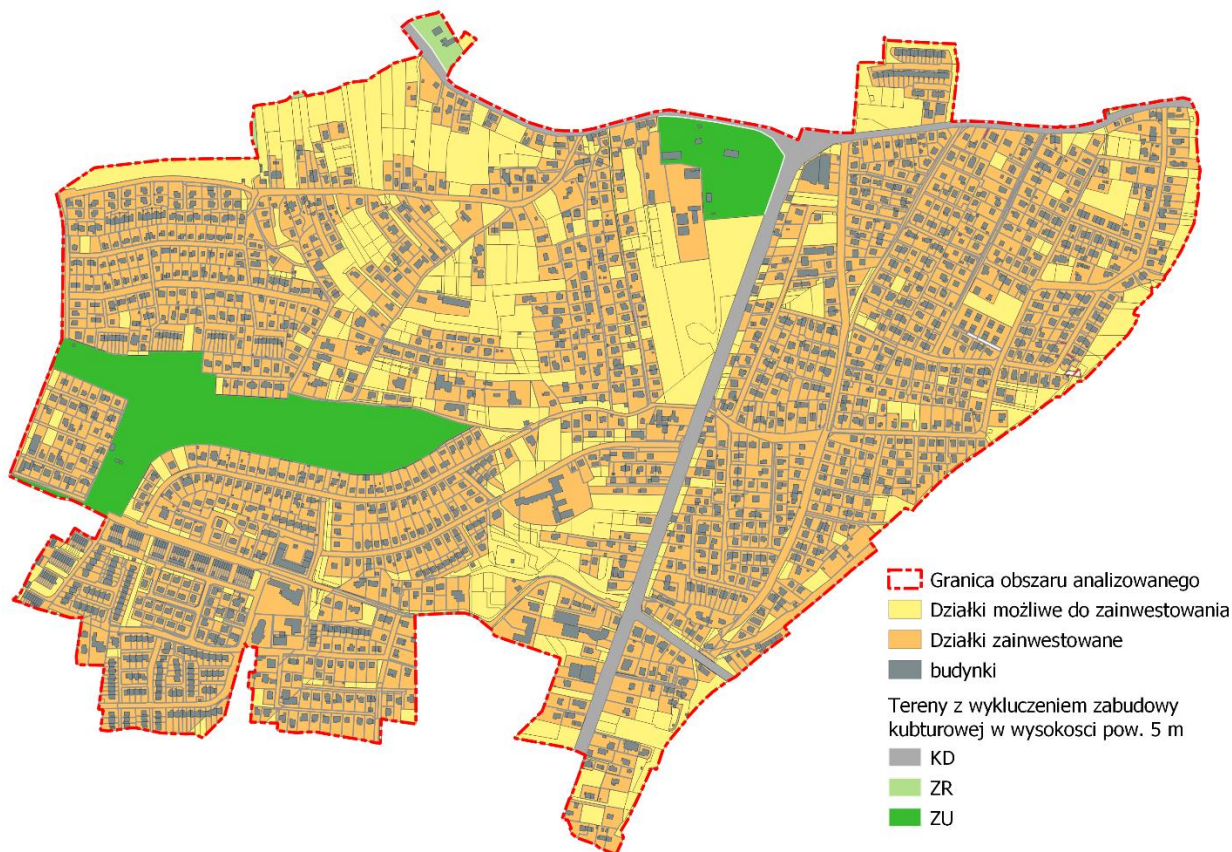 Granica obszaru analizowanego
Działki możliwe do zainwestowania
Działki zainwestowane
budynki
Tereny z wykluczeniem zabudowy
kubturowej w wysokosci pow. 5 m
KD
ZR
ZU